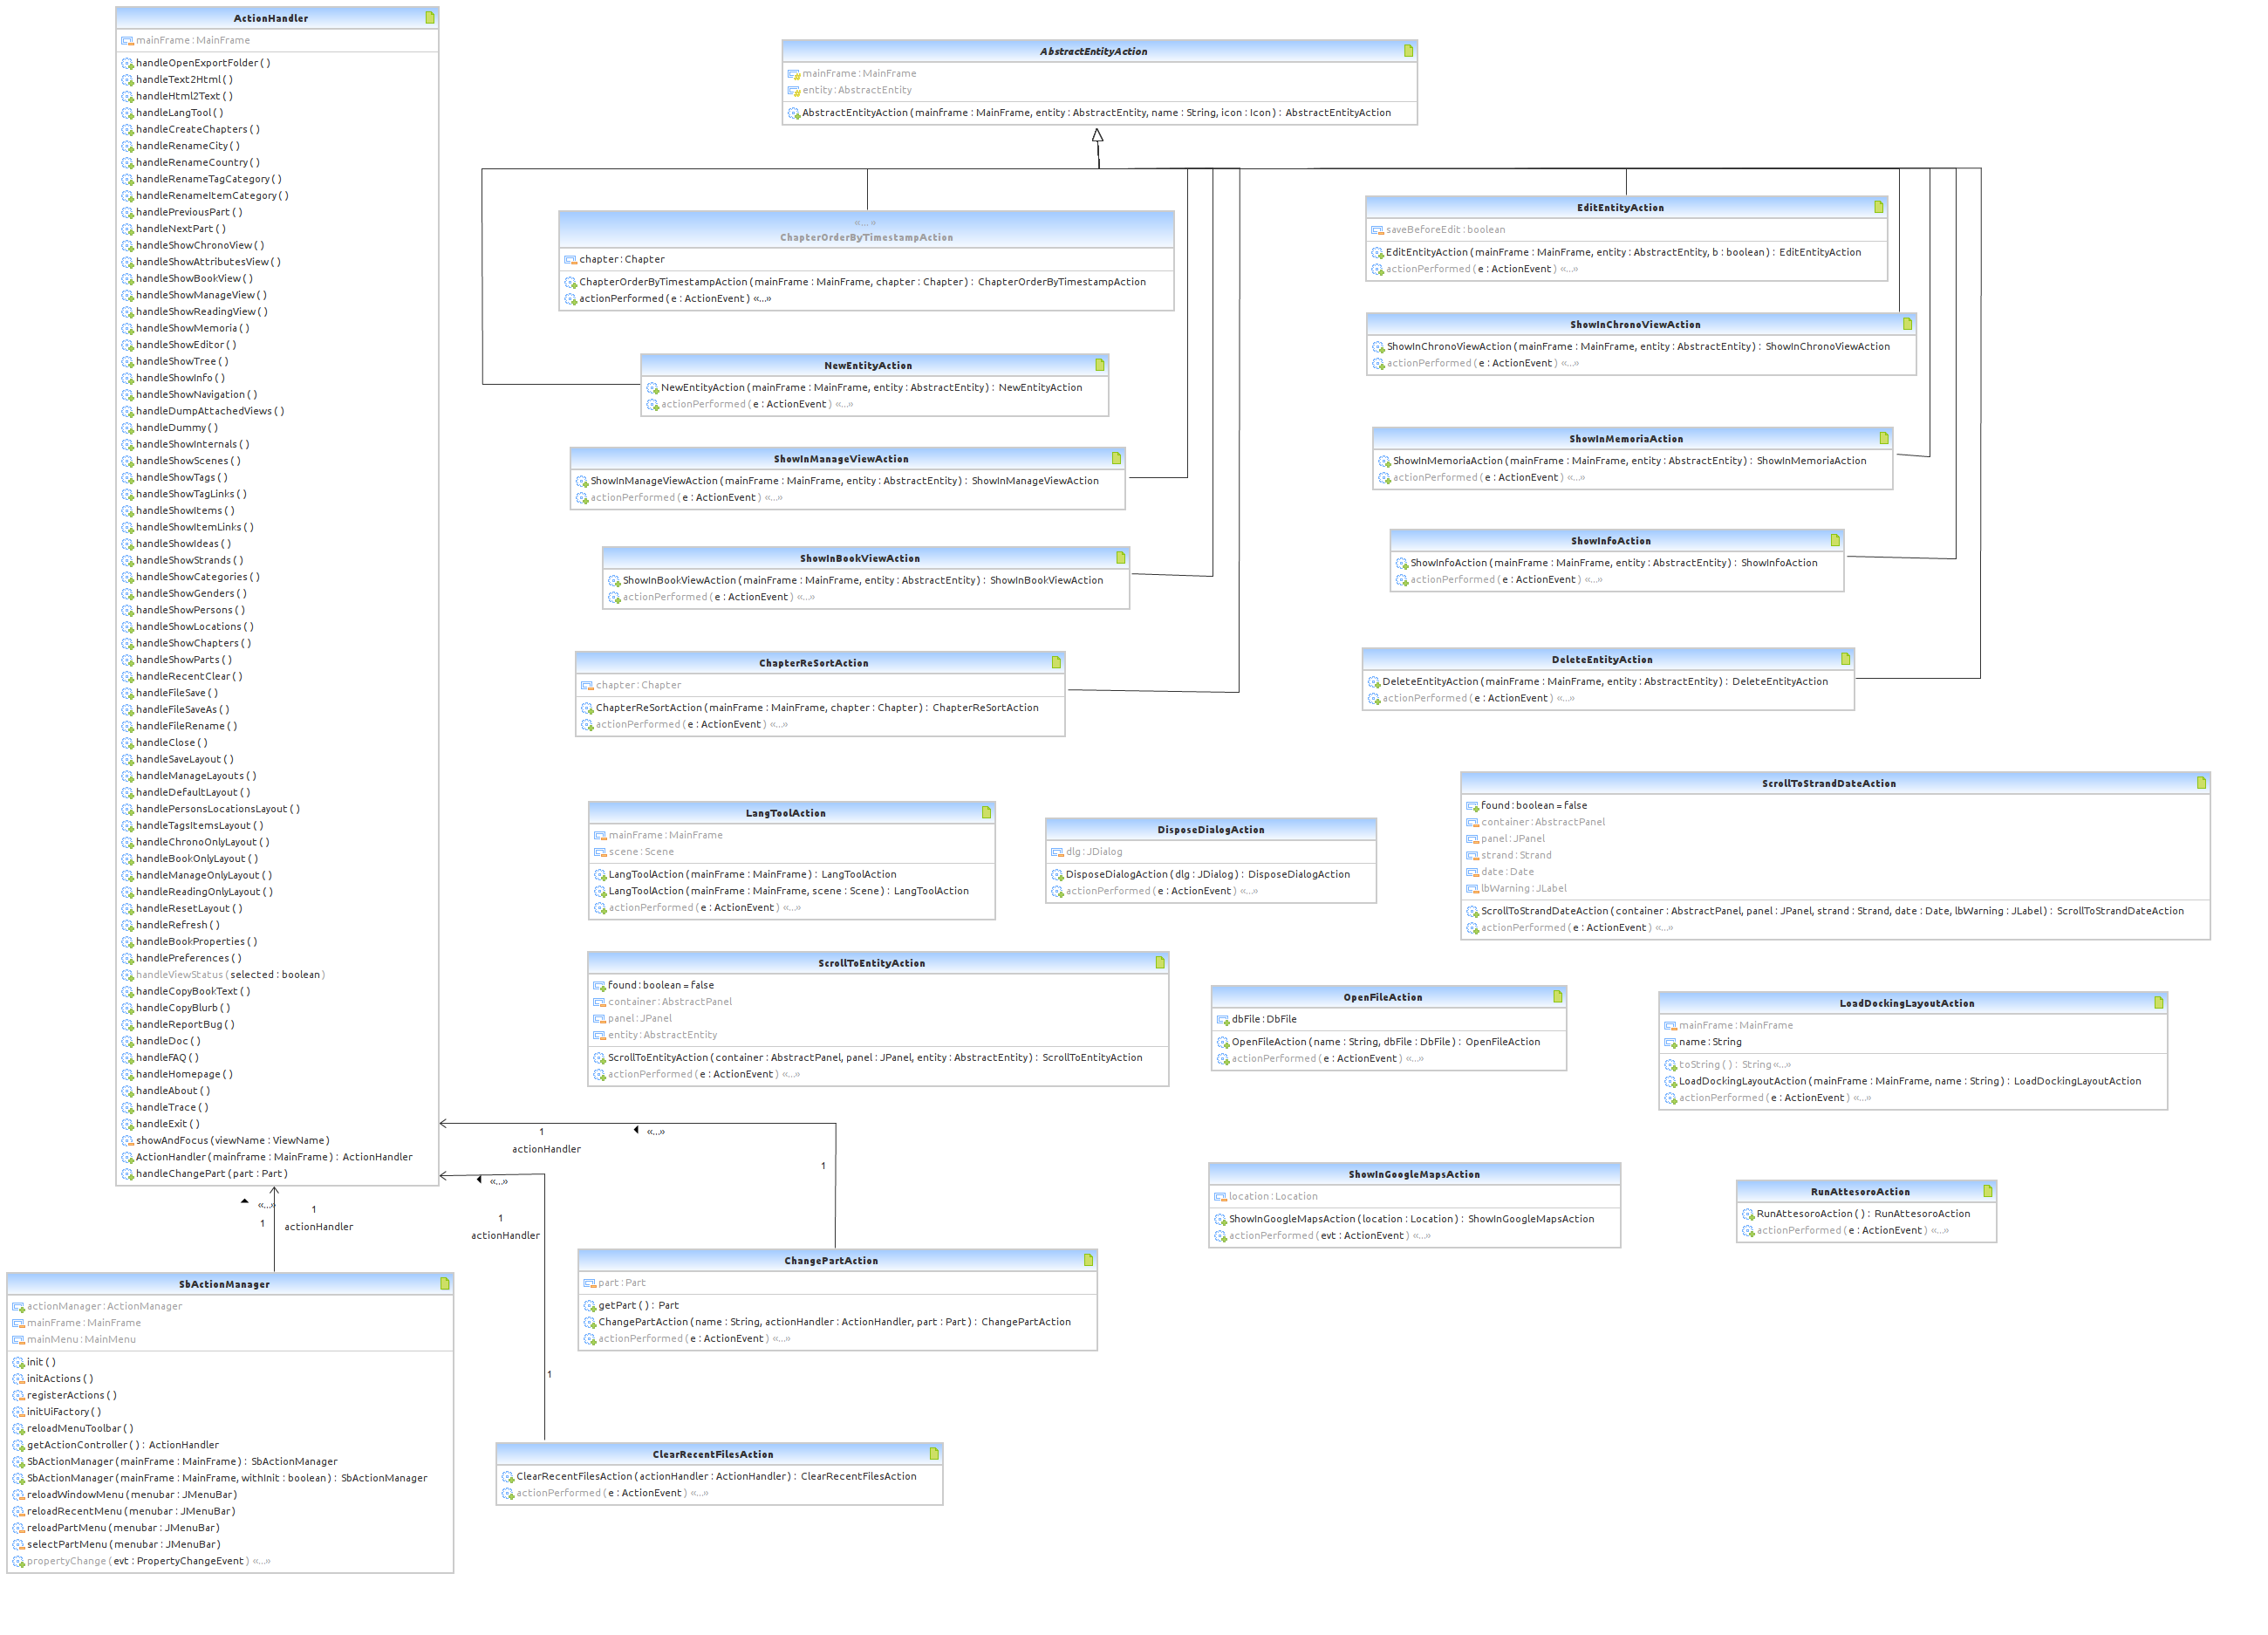 ActionHandler
mainFrame : MainFrame
handleOpenExportFolder ( )
handleText2Html ( )
handleHtml2Text ( )
handleLangTool ( )
handleCreateChapters ( )
handleRenameCity ( )
handleRenameCountry ( )
handleRenameTagCategory ( )
handleRenameItemCategory ( )
handlePreviousPart ( )
handleNextPart ( )
handleShowChronoView ( )
handleShowAttributesView ( )
handleShowBookView ( )
handleShowManageView ( )
handleShowReadingView ( )
handleShowMemoria ( )
handleShowEditor ( )
handleShowTree ( )
handleShowInfo ( )
handleShowNavigation ( )
handleDumpAttachedViews ( )
handleDummy ( )
handleShowInternals ( )
handleShowScenes ( )
handleShowTags ( )
handleShowTagLinks ( )
handleShowItems ( )
handleShowItemLinks ( )
handleShowIdeas ( )
handleShowStrands ( )
handleShowCategories ( )
handleShowGenders ( )
handleShowPersons ( )
handleShowLocations ( )
handleShowChapters ( )
handleShowParts ( )
handleRecentClear ( )
handleFileSave ( )
handleFileSaveAs ( )
handleFileRename ( )
handleClose ( )
handleSaveLayout ( )
handleManageLayouts ( )
handleDefaultLayout ( )
handlePersonsLocationsLayout ( )
handleTagsItemsLayout ( )
handleChronoOnlyLayout ( )
handleBookOnlyLayout ( )
handleManageOnlyLayout ( )
handleReadingOnlyLayout ( )
handleResetLayout ( )
handleRefresh ( )
handleBookProperties ( )
handlePreferences ( )
handleViewStatus ( selected : boolean )
handleCopyBookText ( )
handleCopyBlurb ( )
handleReportBug ( )
handleDoc ( )
handleFAQ ( )
handleHomepage ( )
handleAbout ( )
handleTrace ( )
handleExit ( )
showAndFocus ( viewName : ViewName )
ActionHandler ( mainframe : MainFrame ) : ActionHandler
handleChangePart ( part : Part )
AbstractEntityAction
mainFrame : MainFrame
entity : AbstractEntity
AbstractEntityAction ( mainframe : MainFrame, entity : AbstractEntity, name : String, icon : Icon ) : AbstractEntityAction
«...»
ChapterOrderByTimestampAction
chapter : Chapter
ChapterOrderByTimestampAction ( mainFrame : MainFrame, chapter : Chapter ) : ChapterOrderByTimestampAction
actionPerformed ( e : ActionEvent ) «...»
EditEntityAction
saveBeforeEdit : boolean
EditEntityAction ( mainFrame : MainFrame, entity : AbstractEntity, b : boolean ) : EditEntityAction
actionPerformed ( e : ActionEvent ) «...»
ShowInChronoViewAction
ShowInChronoViewAction ( mainFrame : MainFrame, entity : AbstractEntity ) : ShowInChronoViewAction
actionPerformed ( e : ActionEvent ) «...»
NewEntityAction
NewEntityAction ( mainFrame : MainFrame, entity : AbstractEntity ) : NewEntityAction
actionPerformed ( e : ActionEvent ) «...»
ShowInMemoriaAction
ShowInMemoriaAction ( mainFrame : MainFrame, entity : AbstractEntity ) : ShowInMemoriaAction
actionPerformed ( e : ActionEvent ) «...»
ShowInManageViewAction
ShowInManageViewAction ( mainFrame : MainFrame, entity : AbstractEntity ) : ShowInManageViewAction
actionPerformed ( e : ActionEvent ) «...»
ShowInfoAction
ShowInfoAction ( mainFrame : MainFrame, entity : AbstractEntity ) : ShowInfoAction
actionPerformed ( e : ActionEvent ) «...»
ShowInBookViewAction
ShowInBookViewAction ( mainFrame : MainFrame, entity : AbstractEntity ) : ShowInBookViewAction
actionPerformed ( e : ActionEvent ) «...»
DeleteEntityAction
DeleteEntityAction ( mainFrame : MainFrame, entity : AbstractEntity ) : DeleteEntityAction
actionPerformed ( e : ActionEvent ) «...»
ChapterReSortAction
chapter : Chapter
ChapterReSortAction ( mainFrame : MainFrame, chapter : Chapter ) : ChapterReSortAction
actionPerformed ( e : ActionEvent ) «...»
LangToolAction
mainFrame : MainFrame
scene : Scene
LangToolAction ( mainFrame : MainFrame ) : LangToolAction
LangToolAction ( mainFrame : MainFrame, scene : Scene ) : LangToolAction
actionPerformed ( e : ActionEvent ) «...»
DisposeDialogAction
dlg : JDialog
DisposeDialogAction ( dlg : JDialog ) : DisposeDialogAction
actionPerformed ( e : ActionEvent ) «...»
ScrollToStrandDateAction
found : boolean = false
container : AbstractPanel
panel : JPanel
strand : Strand
date : Date
lbWarning : JLabel
ScrollToStrandDateAction ( container : AbstractPanel, panel : JPanel, strand : Strand, date : Date, lbWarning : JLabel ) : ScrollToStrandDateAction
actionPerformed ( e : ActionEvent ) «...»
ScrollToEntityAction
found : boolean = false
container : AbstractPanel
panel : JPanel
entity : AbstractEntity
ScrollToEntityAction ( container : AbstractPanel, panel : JPanel, entity : AbstractEntity ) : ScrollToEntityAction
actionPerformed ( e : ActionEvent ) «...»
OpenFileAction
dbFile : DbFile
OpenFileAction ( name : String, dbFile : DbFile ) : OpenFileAction
actionPerformed ( e : ActionEvent ) «...»
LoadDockingLayoutAction
mainFrame : MainFrame
name : String
toString ( ) : String «...»
LoadDockingLayoutAction ( mainFrame : MainFrame, name : String ) : LoadDockingLayoutAction
actionPerformed ( e : ActionEvent ) «...»
1
«...»
actionHandler
1
«...»
1
actionHandler
1
«...»
1
1
actionHandler
ShowInGoogleMapsAction
location : Location
ShowInGoogleMapsAction ( location : Location ) : ShowInGoogleMapsAction
actionPerformed ( evt : ActionEvent ) «...»
RunAttesoroAction
RunAttesoroAction ( ) : RunAttesoroAction
actionPerformed ( e : ActionEvent ) «...»
ChangePartAction
part : Part
getPart ( ) : Part
ChangePartAction ( name : String, actionHandler : ActionHandler, part : Part ) : ChangePartAction
actionPerformed ( e : ActionEvent ) «...»
SbActionManager
actionManager : ActionManager
mainFrame : MainFrame
mainMenu : MainMenu
init ( )
initActions ( )
registerActions ( )
initUiFactory ( )
reloadMenuToolbar ( )
getActionController ( ) : ActionHandler
SbActionManager ( mainFrame : MainFrame ) : SbActionManager
SbActionManager ( mainFrame : MainFrame, withInit : boolean ) : SbActionManager
reloadWindowMenu ( menubar : JMenuBar )
reloadRecentMenu ( menubar : JMenuBar )
reloadPartMenu ( menubar : JMenuBar )
selectPartMenu ( menubar : JMenuBar )
propertyChange ( evt : PropertyChangeEvent ) «...»
ClearRecentFilesAction
ClearRecentFilesAction ( actionHandler : ActionHandler ) : ClearRecentFilesAction
actionPerformed ( e : ActionEvent ) «...»